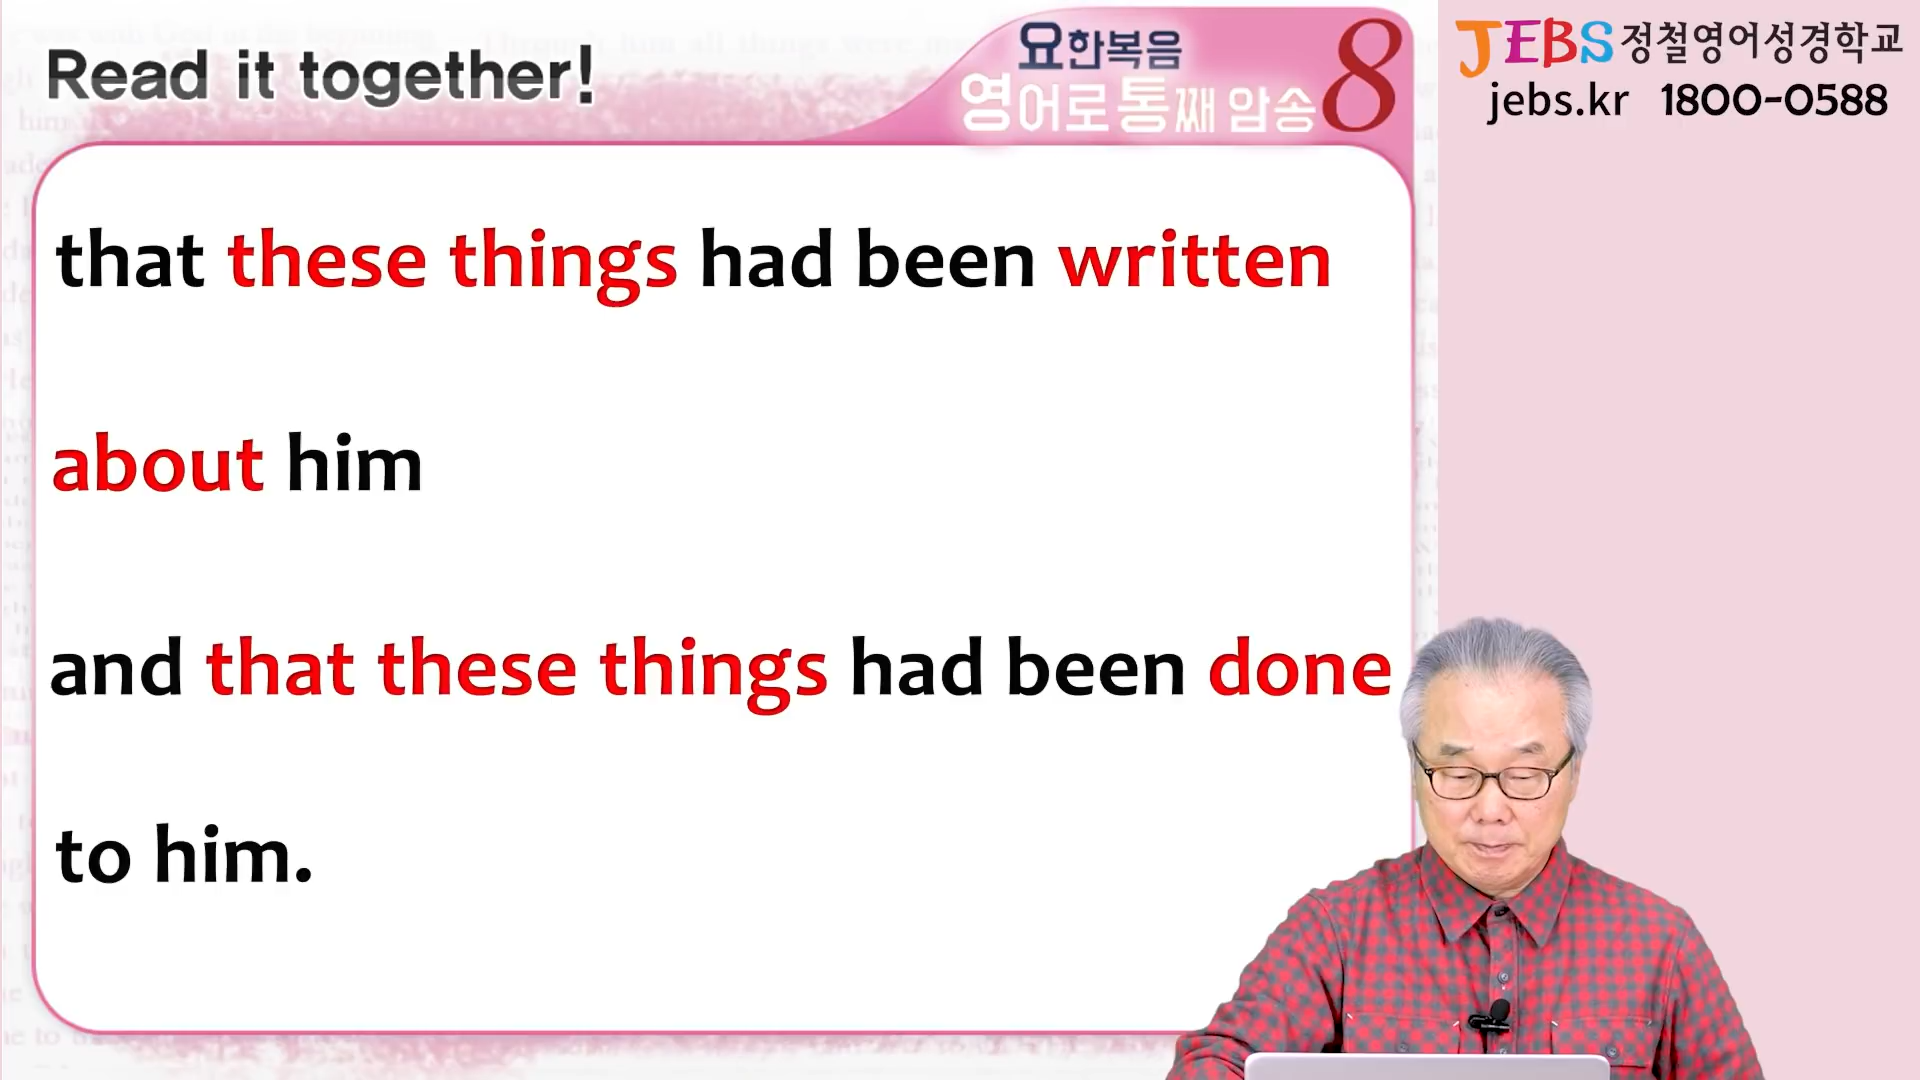 Read it together!
요한복음
영어로 통째 암송 8
JEBS 정철영어성경학교
jebs.kr 1800-0588
that these things had been written
about him
and that these things had been done
to him.